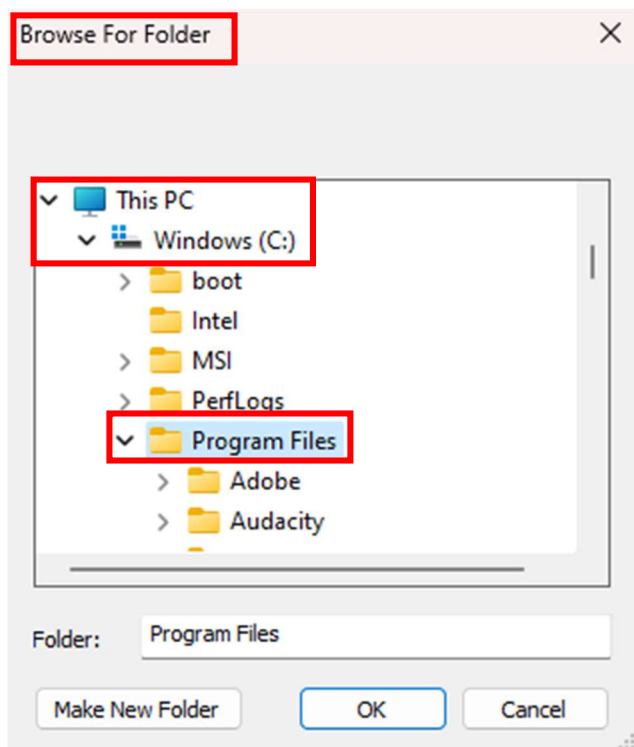 Browse For Folder
This PC
Windows (C:)
boot
Intel
MSI
PerfLogs
Program Files
Adobe
Audacity
Folder: Program Files
Make New Folder OK Cancel